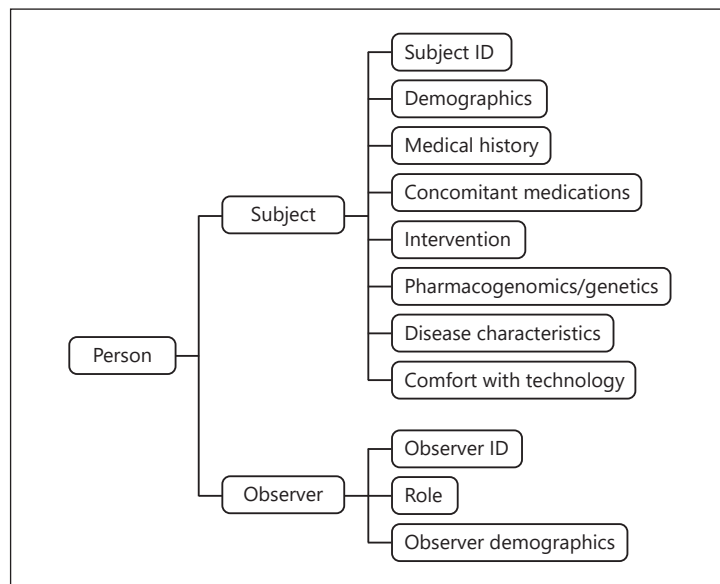 Subject ID
Demographics
Medical history
Concomitant medications
Subject
Intervention
Pharmacogenomics/genetics
Disease characteristics
Person
Comfort with technology
Observer ID
Observer
Role
Observer demographics